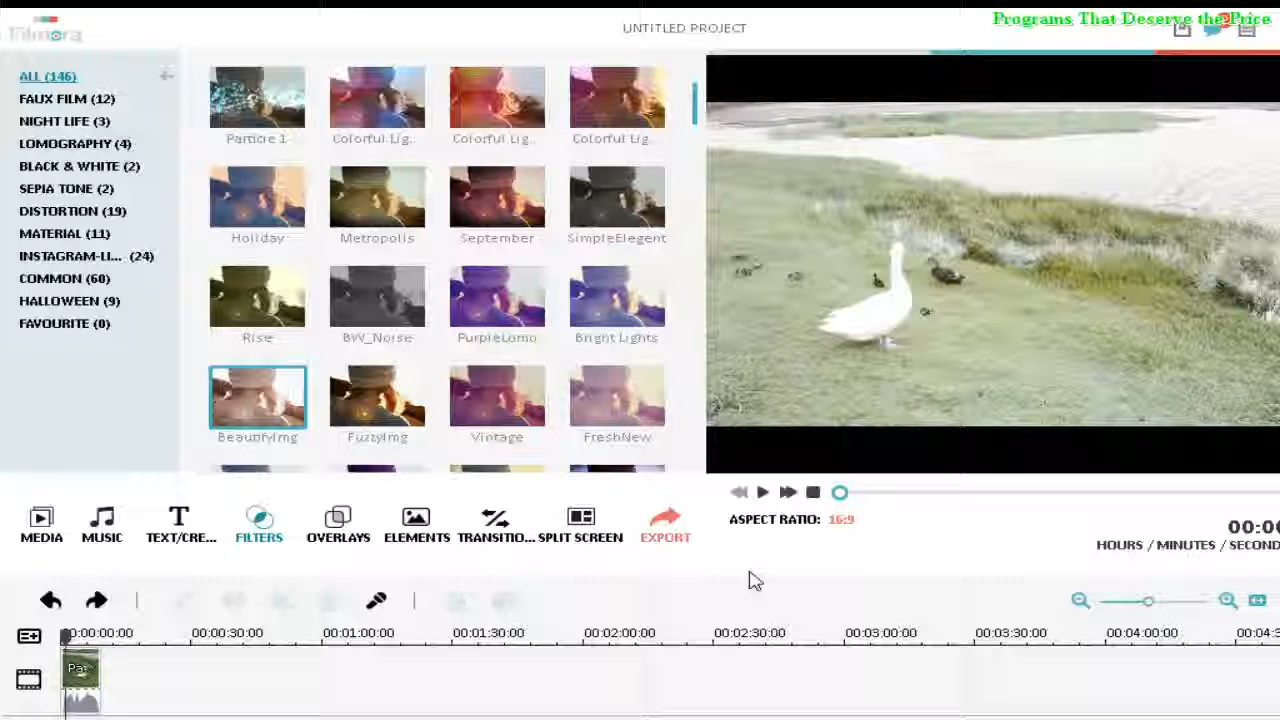 Programs That Deserve the Price
Filmora
UNTITLED PROJECT
ALL (146)
FAUX FILM (12)
NIGHT LIFE (3)
LOMOGRAPHY (4)
BLACK & WHITE (2)
SEPIA TONE (2)
DISTORTION (19)
MATERIAL (11)
INSTAGRAM-LI... (24)
COMMON (60)
HALLOWEEN (9)
FAVOURITE (0)
Particle 1
Colorful Lig..
Colorful Lig..
Colorful Lig..
Holiday
Metropolis
September
SimpleElegent
Rise
BW_Norse
PurpleLomo
Bright Lights
BeautifyImg
FuzzyImg
Vintage
FreshNew
MEDIA
MUSIC
TEXT/CRE...
FILTERS
OVERLAYS
ELEMENTS
TRANSITIO...
SPLIT SCREEN
EXPORT
ASPECT RATIO: 16:9
00:00
HOURS / MINUTES / SECOND
00:00:00:00
00:00:30:00
00:01:00:00
00:01:30:00
00:02:00:00
00:02:30:00
00:03:00:00
00:03:30:00
00:04:00:00
00:04:3